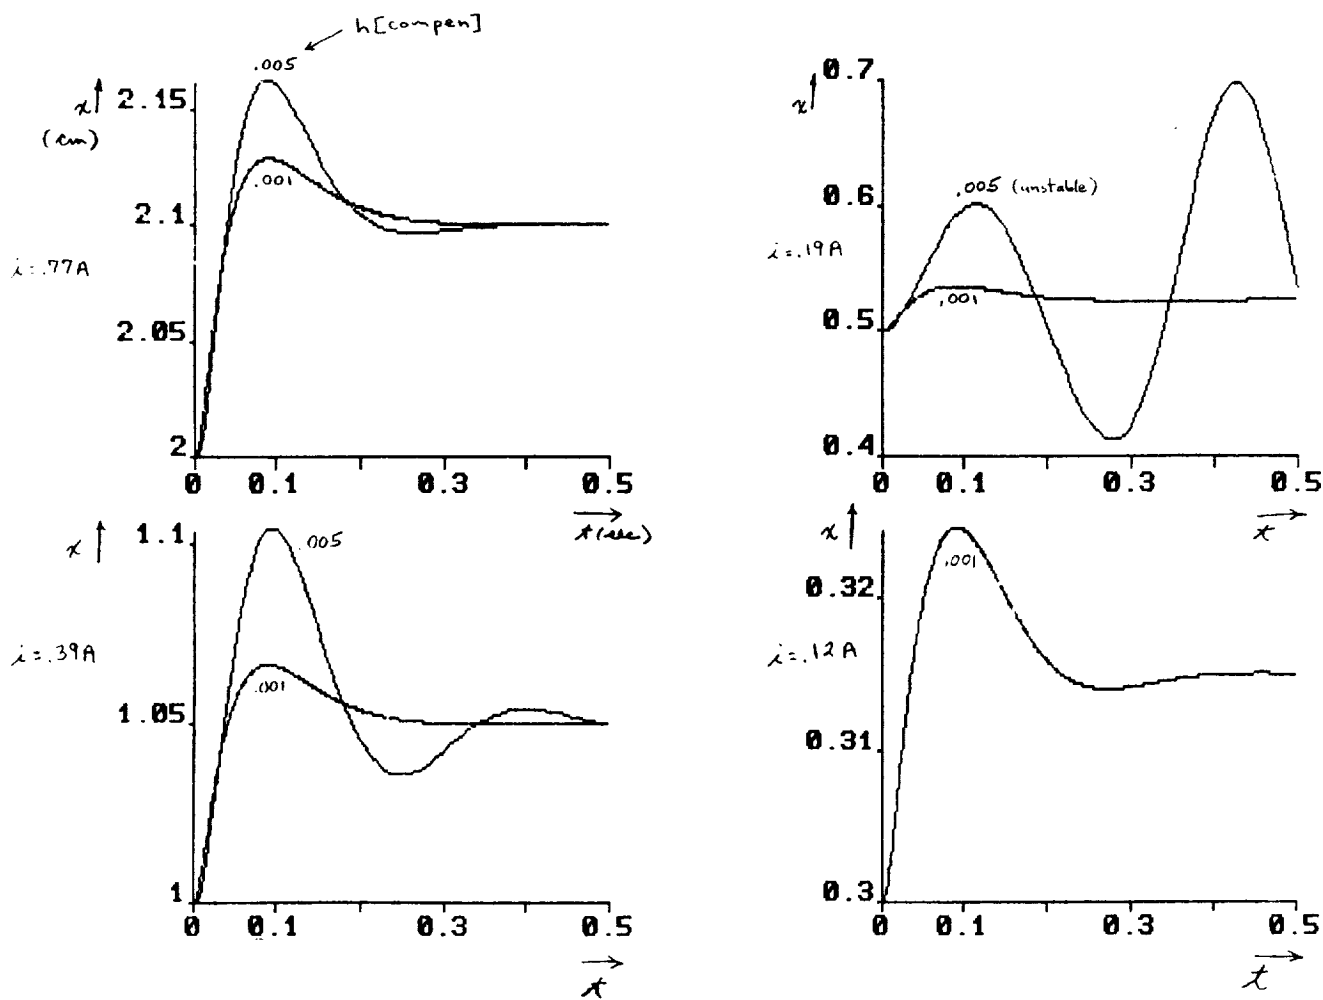 h[compen]
.005
x
(cm)
2.15
.001
2.1
i=.77A
2.05
2
0 0.1 0.3 0.5
t(sec)
0.7
x
.005 (unstable)
0.6
i=.19A
.001
0.5
0.4
0 0.1 0.3 0.5
t
x
1.1
.005
i=.39A
.001
1.05
1
0 0.1 0.3 0.5
t
x
.001
0.32
i=.12A
0.31
0.3
0 0.1 0.3 0.5
t